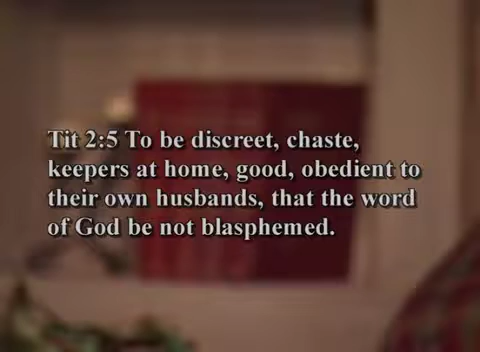 Tit 2:5 To be discreet, chaste,
keepers at home, good, obedient to
their own husbands, that the word
of God be not blasphemed.